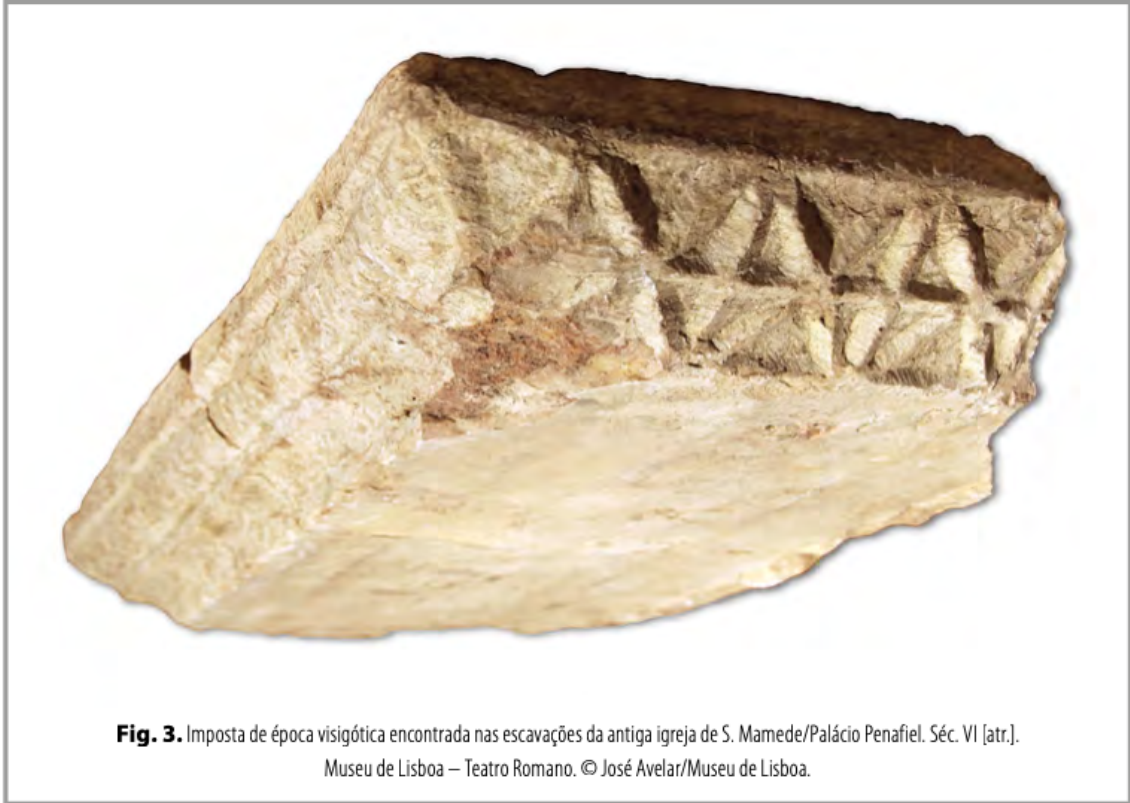 Fig. 3. Imposta de época visigótica encontrada nas escavações da antiga igreja de S. Mamede/Palácio Penafiel. Séc. VI [atr.].
Museu de Lisboa – Teatro Romano. © José Avelar/Museu de Lisboa.